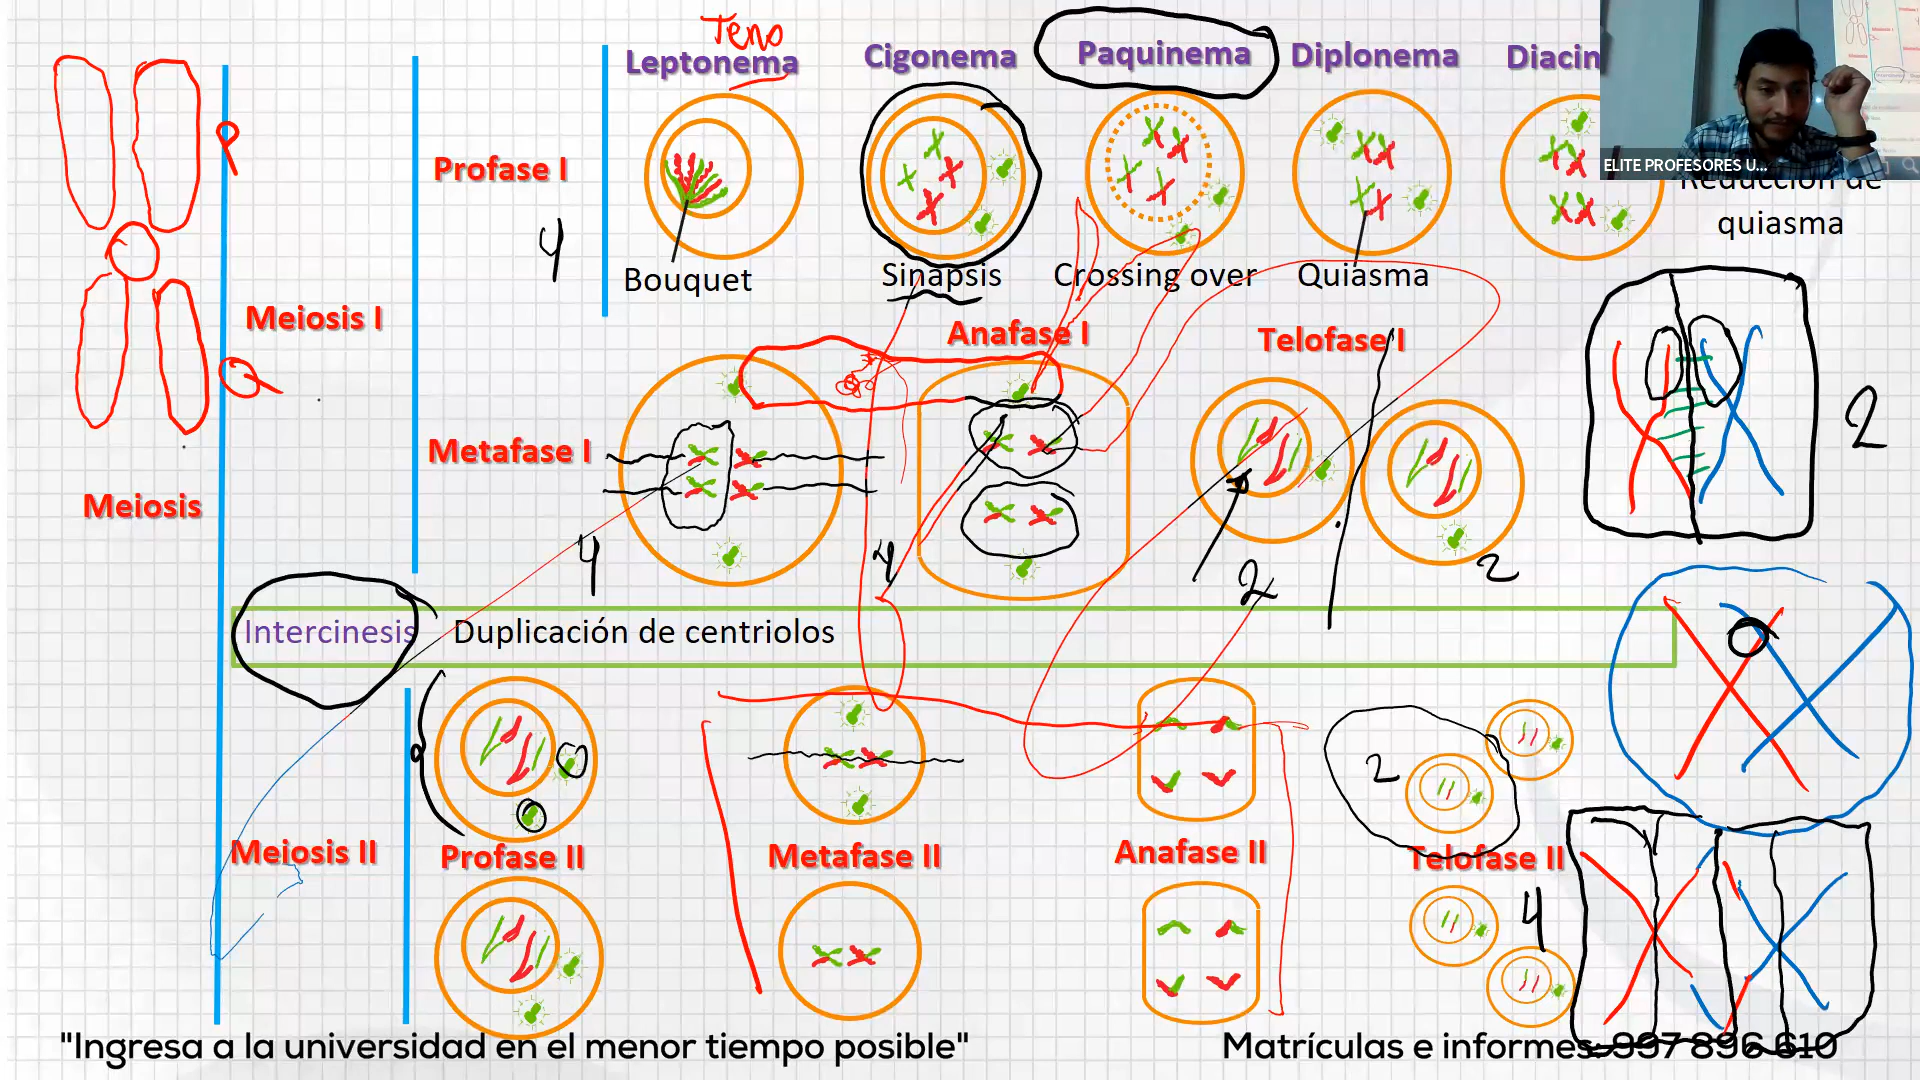 Teno
Leptonema
Cigonema
Paquinema
Diplonema
Diacin
Profase I
4
ELITE PROFESORES U...
Reducción de
quiasma
Bouquet
Sinapsis
Crossing over
Quiasma
Meiosis I
Anafase I
Telofase I
2
Metafase I
Meiosis
4
4
2
2
Intercinesis
Duplicación de centriolos
2
Meiosis II
Profase II
Metafase II
Anafase II
Telofase II
4
"Ingresa a la universidad en el menor tiempo posible"
Matrículas e informes: 997 896 610